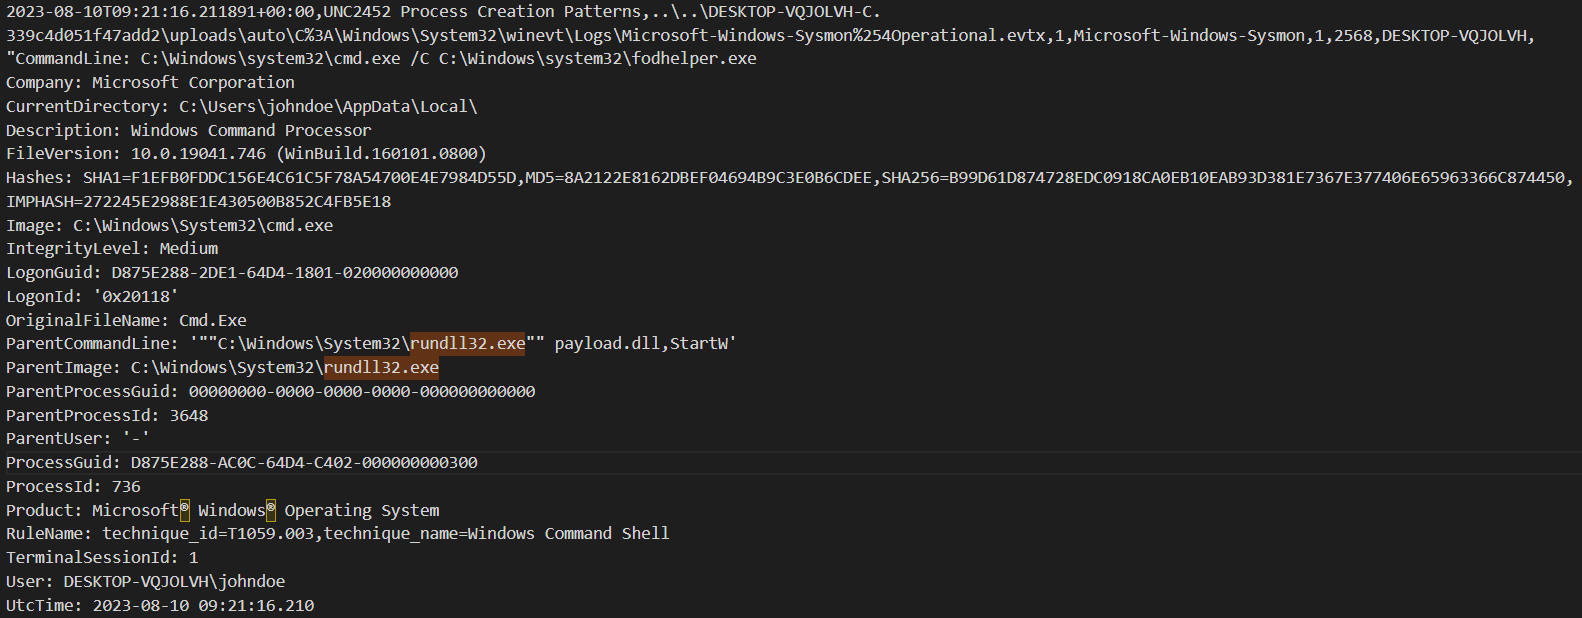 2023-08-10T09:21:16.211891+00:00,UNC2452 Process Creation Patterns,..\..\DESKTOP-VQJOLVH-C.
339c4d051f47add2\uploads\auto\C%3A\Windows\System32\winevt\Logs\Microsoft-Windows-Sysmon%254Operational.evtx,1,Microsoft-Windows-Sysmon,1,2568,DESKTOP-VQJOLVH,
"CommandLine: C:\Windows\system32\cmd.exe /C C:\Windows\system32\fodhelper.exe
Company: Microsoft Corporation
CurrentDirectory: C:\Users\johndoe\AppData\Local\
Description: Windows Command Processor
FileVersion: 10.0.19041.746 (WinBuild.160101.0800)
Hashes: SHA1=F1EFB0FDDC156E4C61C5F78A54700E4E7984D55D,MD5=8A2122E8162DBEF04694B9C3E0B6CDEE,SHA256=B99D61D874728EDC0918CA0EB10EAB93D381E7367E377406E65963366C874450,
IMPHASH=272245E2988E1E430500B852C4FB5E18
Image: C:\Windows\System32\cmd.exe
IntegrityLevel: Medium
LogonGuid: D875E288-2DE1-64D4-1801-020000000000
LogonId: '0x20118'
OriginalFileName: Cmd.Exe
ParentCommandLine: '""C:\Windows\System32\rundll32.exe"" payload.dll,StartW'
ParentImage: C:\Windows\System32\rundll32.exe
ParentProcessGuid: 00000000-0000-0000-0000-000000000000
ParentProcessId: 3648
ParentUser: '-'
ProcessGuid: D875E288-AC0C-64D4-C402-000000000300
ProcessId: 736
Product: Microsoft® Windows® Operating System
RuleName: technique_id=T1059.003,technique_name=Windows Command Shell
TerminalSessionId: 1
User: DESKTOP-VQJOLVH\johndoe
UtcTime: 2023-08-10 09:21:16.210